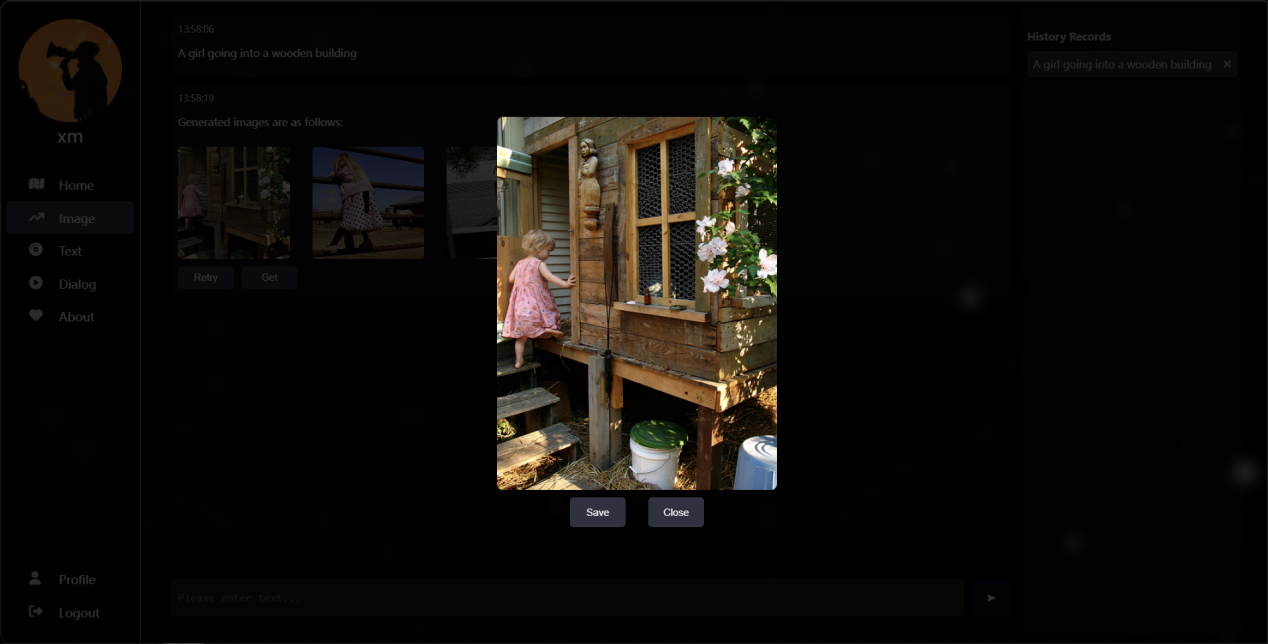 xm
Home
Image
Text
Dialog
About
Profile
Logout
13:58:06
A girl going into a wooden building
13:58:19
Generated images are as follows:
Retry
Get
Save
Close
Please enter text...
History Records
A girl going into a wooden building ×